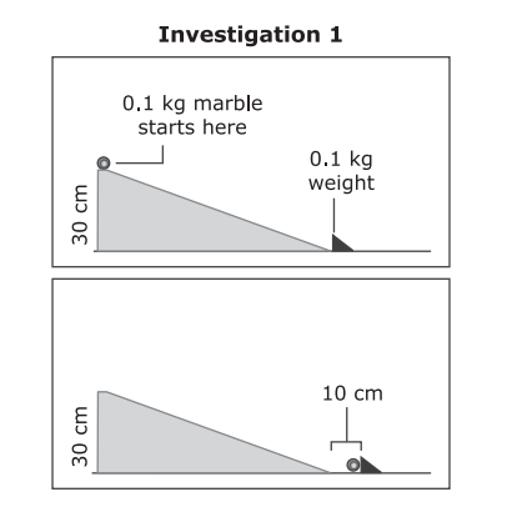 Investigation 1
0.1 kg marble
starts here
0.1 kg
weight
30 cm
10 cm
30 cm